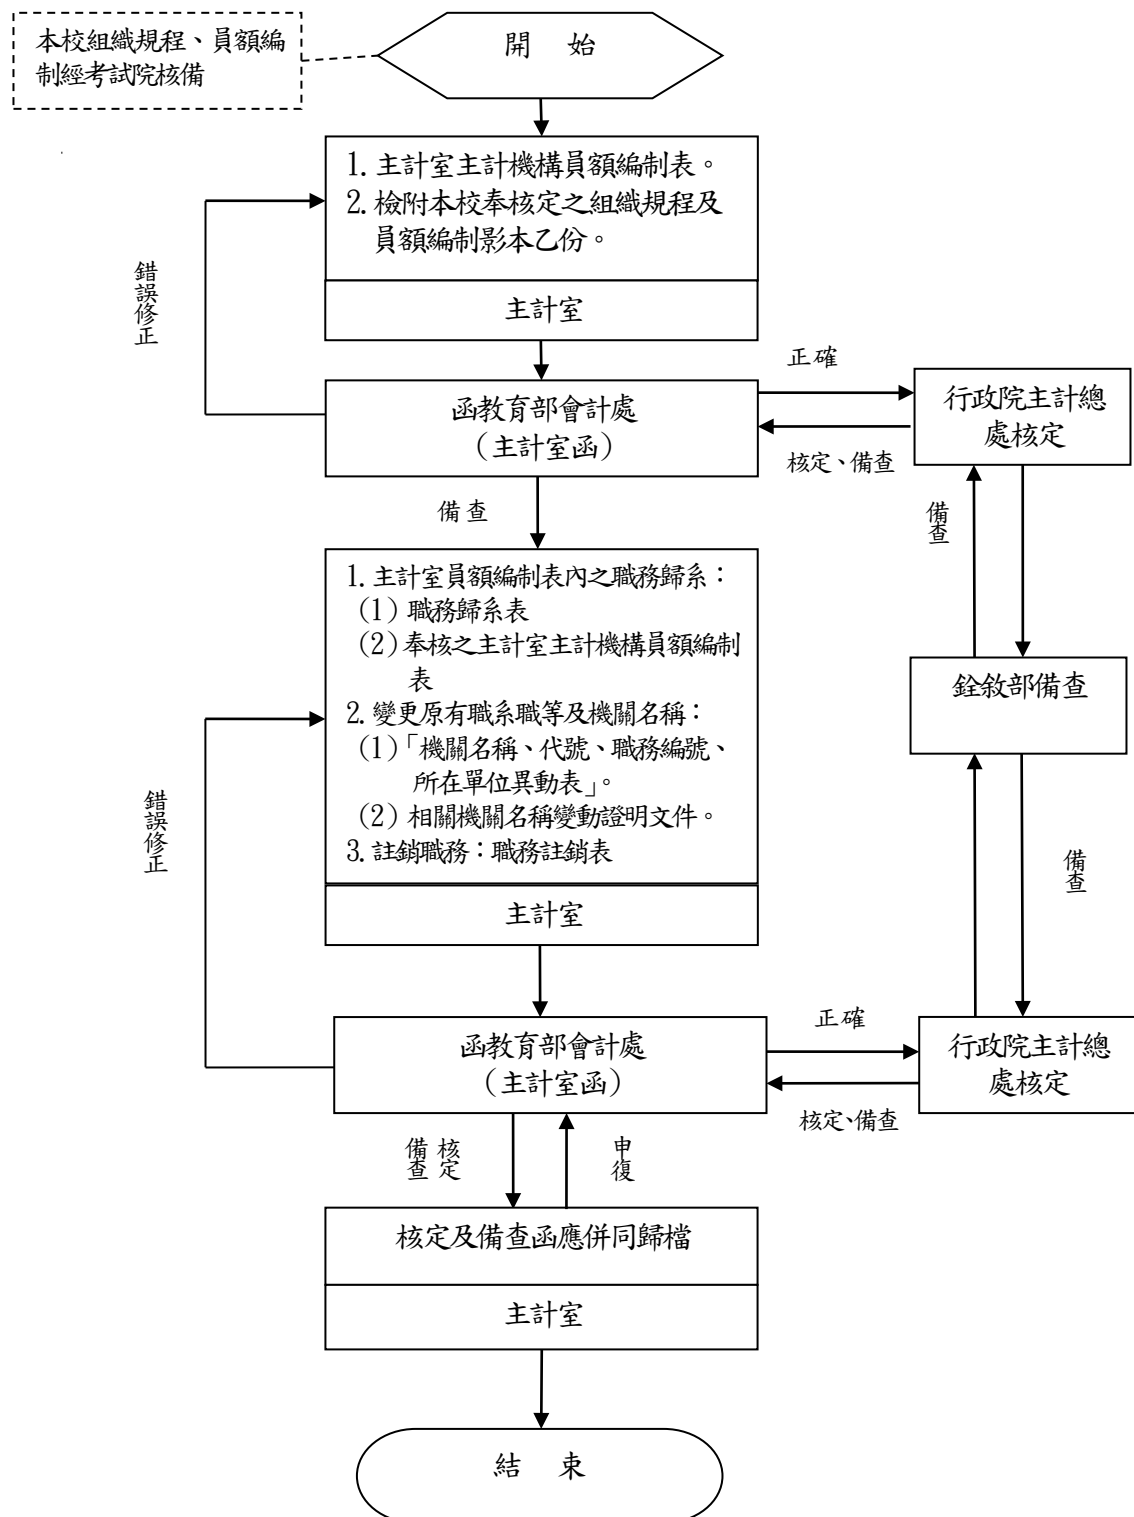 本校組織規程、員額編
制經考試院核備
開 始
1. 主計室主計機構員額編制表。
2. 檢附本校奉核定之組織規程及
員額編制影本乙份。
主計室
錯誤修正
函教育部會計處
(主計室函)
正確
核定、備查
行政院主計總
處核定
備查
備查
1. 主計室員額編制表內之職務歸系：
(1) 職務歸系表
(2) 奉核之主計室主計機構員額編制
表
2. 變更原有職系職等及機關名稱：
(1)「機關名稱、代號、職務編號、
所在單位異動表」。
(2) 相關機關名稱變動證明文件。
3. 註銷職務：職務註銷表
主計室
錯誤修正
銓敘部備查
備查
函教育部會計處
(主計室函)
正確
核定、備查
行政院主計總
處核定
核定
備查
申復
核定及備查函應併同歸檔
主計室
結 束